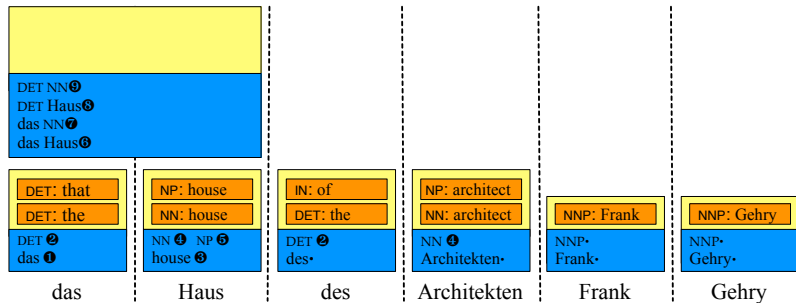 DET NN❾
DET Haus❽
das NN❼
das Haus❻
DET: that
DET: the
DET ❷
das ❶
NP: house
NN: house
NN ❹ NP ❺
house ❸
IN: of
DET: the
DET ❷
des•
NP: architect
NN: architect
NN ❹
Architekten•
NNP: Frank
NNP•
Frank•
NNP: Gehry
NNP•
Gehry•
das Haus des Architekten Frank Gehry